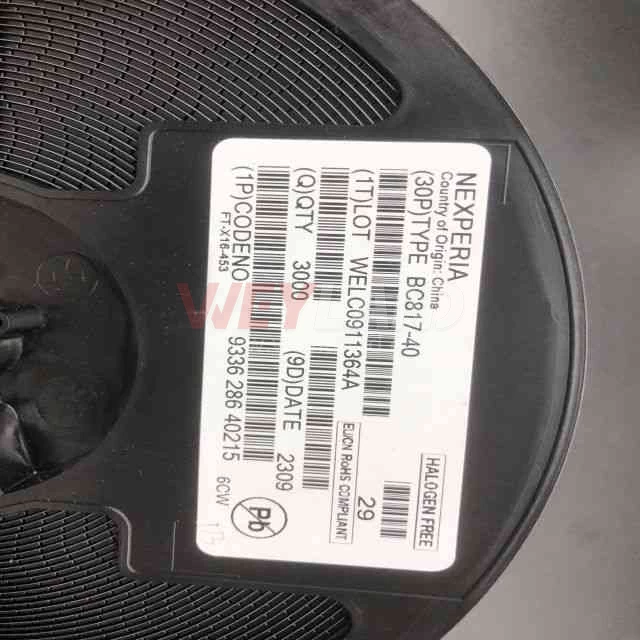 NEXPERIA
Country of Origin: China
(30P)TYPE BC817-40
(1T)LOT WELC0911364A
(Q)QTY 3000 (9D)DATE 2309
(1P)CODENO 9336 286 40215
FT-X16-453 6CW
HALOGEN FREE
29
EU/CN RoHS COMPLIANT
Pb